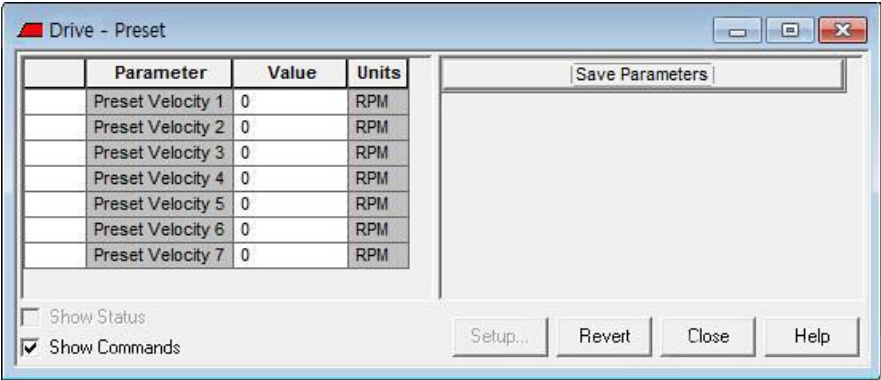 Drive - Preset
Parameter Value Units
Preset Velocity 1 0 RPM
Preset Velocity 2 0 RPM
Preset Velocity 3 0 RPM
Preset Velocity 4 0 RPM
Preset Velocity 5 0 RPM
Preset Velocity 6 0 RPM
Preset Velocity 7 0 RPM
Save Parameters
Show Status
Show Commands
Setup... Revert Close Help